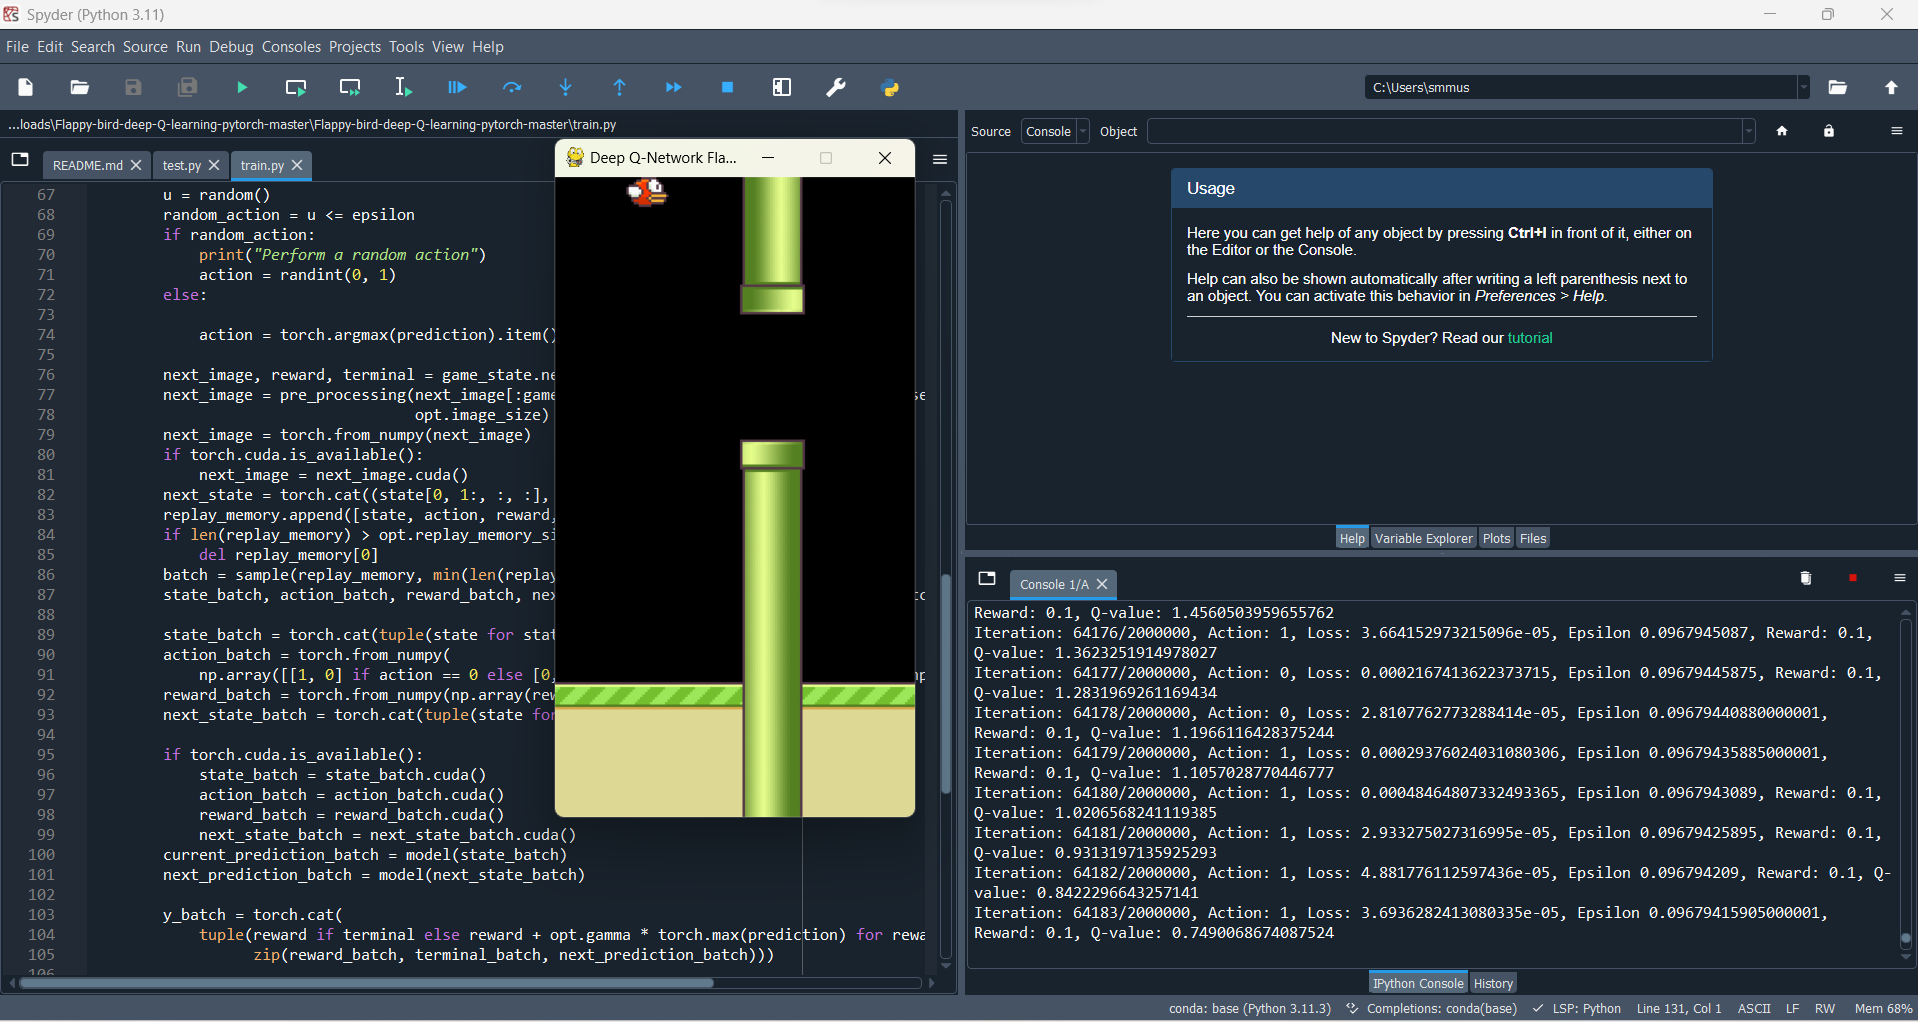 Spyder (Python 3.11)
File Edit Search Source Run Debug Consoles Projects Tools View Help
C:\Users\smmus
...loads\Flappy-bird-deep-Q-learning-pytorch-master\Flappy-bird-deep-Q-learning-pytorch-master\train.py
README.md test.py train.py
67 u = random()
68 random_action = u <= epsilon
69 if random_action:
70 print("Perform a random action")
71 action = randint(0, 1)
72 else:
73
74 action = torch.argmax(prediction).item()
75
76 next_image, reward, terminal = game_state.ne
77 next_image = pre_processing(next_image[:game se
78 opt.image_size)
79 next_image = torch.from_numpy(next_image)
80 if torch.cuda.is_available():
81 next_image = next_image.cuda()
82 next_state = torch.cat((state[0, 1:, :, :],
83 replay_memory.append([state, action, reward,
84 if len(replay_memory) > opt.replay_memory_si
85 del replay_memory[0]
86 batch = sample(replay_memory, min(len(replay
87 state_batch, action_batch, reward_batch, nex
88
89 state_batch = torch.cat(tuple(state for stat
90 action_batch = torch.from_numpy(
91 np.array([[1, 0] if action == 0 else [0,
92 reward_batch = torch.from_numpy(np.array(rew
93 next_state_batch = torch.cat(tuple(state for
94
95 if torch.cuda.is_available():
96 state_batch = state_batch.cuda()
97 action_batch = action_batch.cuda()
98 reward_batch = reward_batch.cuda()
99 next_state_batch = next_state_batch.cuda()
100 current_prediction_batch = model(state_batch)
101 next_prediction_batch = model(next_state_batch)
102
103 y_batch = torch.cat(
104 tuple(reward if terminal else reward + opt.gamma * torch.max(prediction) for rewa
105 zip(reward_batch, terminal_batch, next_prediction_batch)))
106
Deep Q-Network Fla...
Source Console Object
Usage
Here you can get help of any object by pressing Ctrl+I in front of it, either on
the Editor or the Console.
Help can also be shown automatically after writing a left parenthesis next to
an object. You can activate this behavior in Preferences > Help.
New to Spyder? Read our tutorial
Help Variable Explorer Plots Files
Console 1/A
Reward: 0.1, Q-value: 1.4560503959655762
Iteration: 64176/2000000, Action: 1, Loss: 3.664152973215096e-05, Epsilon 0.0967945087, Reward: 0.1,
Q-value: 1.3623251914978027
Iteration: 64177/2000000, Action: 0, Loss: 0.0002167413622373715, Epsilon 0.09679445875, Reward: 0.1,
Q-value: 1.2831969261169434
Iteration: 64178/2000000, Action: 0, Loss: 2.8107762773288414e-05, Epsilon 0.09679440880000001,
Reward: 0.1, Q-value: 1.1966116428375244
Iteration: 64179/2000000, Action: 1, Loss: 0.00029376024031080306, Epsilon 0.09679435885000001,
Reward: 0.1, Q-value: 1.1057028770446777
Iteration: 64180/2000000, Action: 1, Loss: 0.00048464807332493365, Epsilon 0.0967943089, Reward: 0.1,
Q-value: 1.0206568241119385
Iteration: 64181/2000000, Action: 1, Loss: 2.933275027316995e-05, Epsilon 0.09679425895, Reward: 0.1,
Q-value: 0.9313197135925293
Iteration: 64182/2000000, Action: 1, Loss: 4.881776112597436e-05, Epsilon 0.096794209, Reward: 0.1, Q-
value: 0.8422296643257141
Iteration: 64183/2000000, Action: 1, Loss: 3.6936282413080335e-05, Epsilon 0.09679415905000001,
Reward: 0.1, Q-value: 0.7490068674087524
IPython Console History
conda: base (Python 3.11.3) Completions: conda(base) LSP: Python Line 131, Col 1 ASCII LF RW Mem 68%